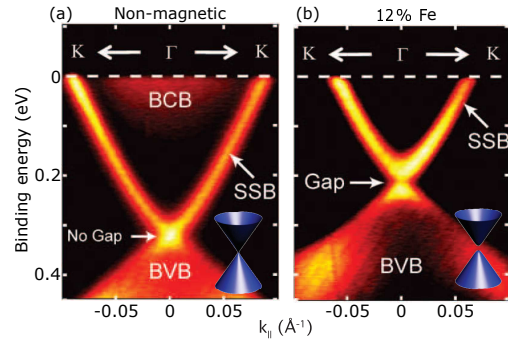 (a) Non-magnetic
(b) 12% Fe
K Γ K
K Γ K
0
BCB
Binding energy (eV)
SSB
SSB
0.2
Gap
No Gap
BVB
BVB
0.4
-0.05 0 0.05
-0.05 0 0.05
k|| (Å-1)